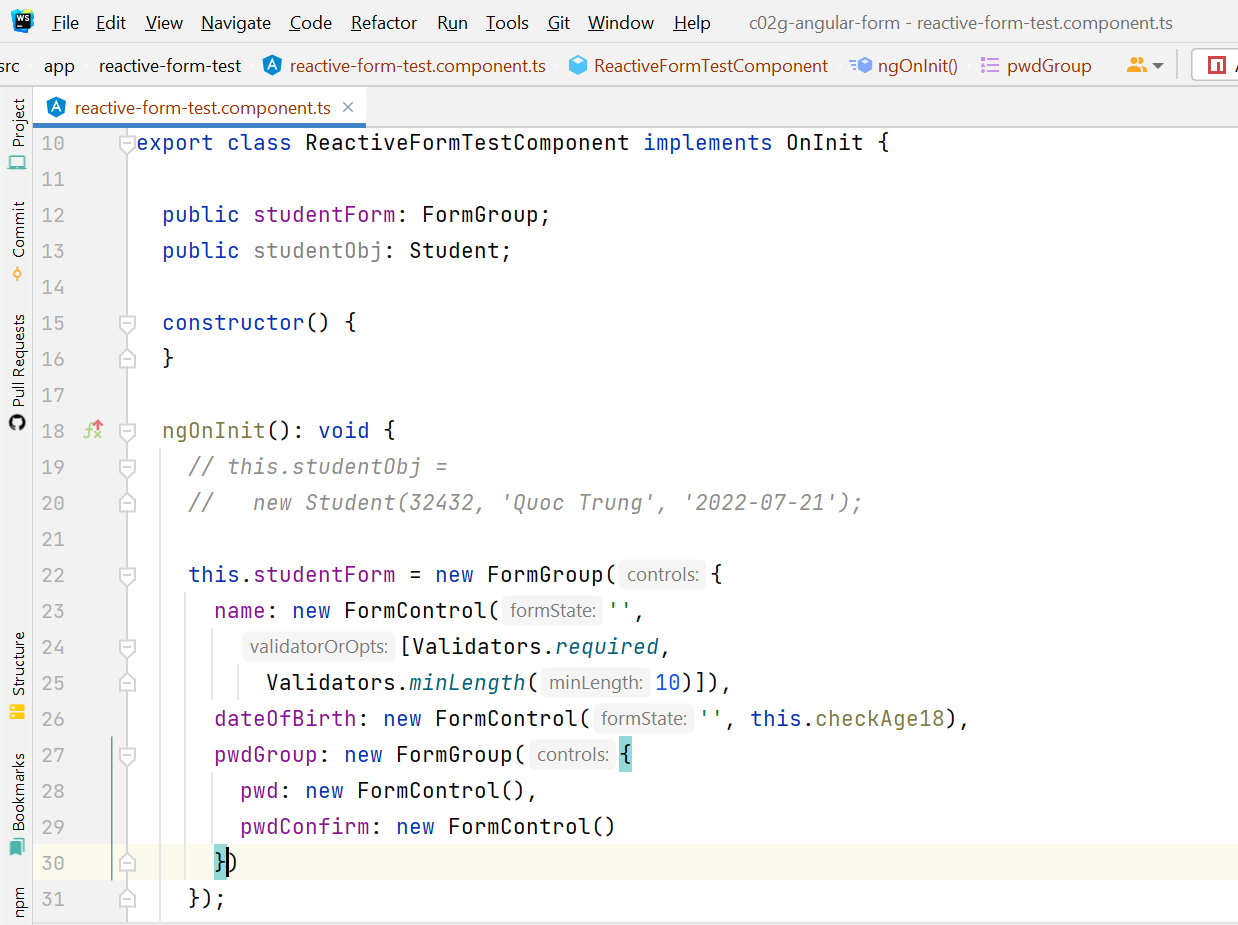 WS File Edit View Navigate Code Refactor Run Tools Git Window Help c02g-angular-form - reactive-form-test.component.ts
src app reactive-form-test A reactive-form-test.component.ts ReactiveFormTestComponent ngOnInit() pwdGroup
A reactive-form-test.component.ts ×
Project
Commit
Pull Requests
Structure
Bookmarks
npm
10 export class ReactiveFormTestComponent implements OnInit {
11
12 public studentForm: FormGroup;
13 public studentObj: Student;
14
15 constructor() {
16 }
17
18 ngOnInit(): void {
19 // this.studentObj =
20 //   new Student(32432, 'Quoc Trung', '2022-07-21');
21
22 this.studentForm = new FormGroup( controls: {
23 name: new FormControl( formState: '',
24 validatorOrOpts: [Validators.required,
25 Validators.minLength( minLength: 10)]),
26 dateOfBirth: new FormControl( formState: '', this.checkAge18),
27 pwdGroup: new FormGroup( controls: {
28 pwd: new FormControl(),
29 pwdConfirm: new FormControl()
30 })
31 });